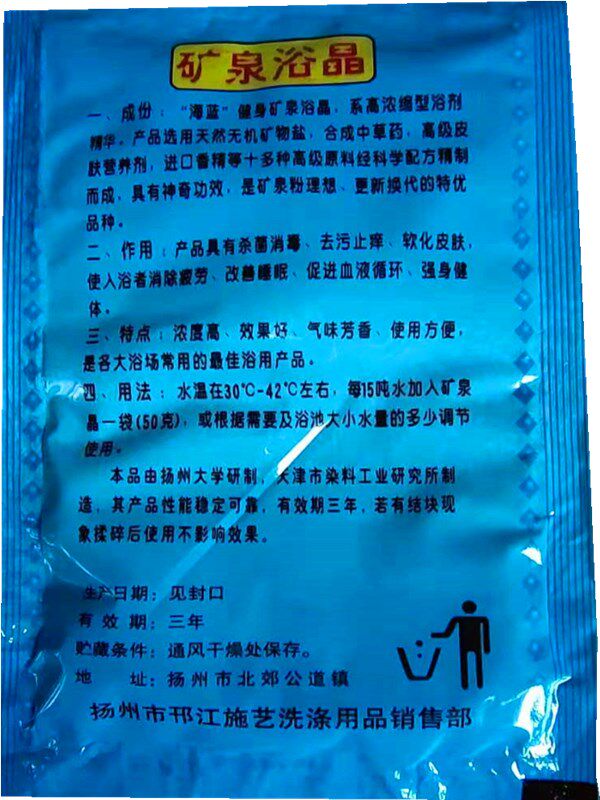 矿泉浴晶
一、成份：“海蓝”健身矿泉浴晶，系高浓缩型浴剂
精华。产品选用天然无机矿物盐，合成中草药，高级皮
肤营养剂，进口香精等十多种高级原料经科学配方精制
而成，具有神奇功效，是矿泉粉理想、更新换代的特优
品种。
二、作用：产品具有杀菌消毒、去污止痒、软化皮肤，
使入浴者消除疲劳、改善睡眠、促进血液循环、强身健
体。
三、特点：浓度高、效果好、气味芳香、使用方便，
是各大浴场常用的最佳浴用产品。
四、用法：水温在30℃-42℃左右，每15吨水加入矿泉
晶一袋(50克)，或根据需要及浴池大小水量的多少调节
使用。
本品由扬州大学研制，天津市染料工业研究所制
造，其产品性能稳定可靠，有效期三年，若有结块现
象揉碎后使用不影响效果。
生产日期：见封口
有效期：三年
贮藏条件：通风干燥处保存。
地 址：扬州市北郊公道镇
扬州市邗江施艺洗涤用品销售部